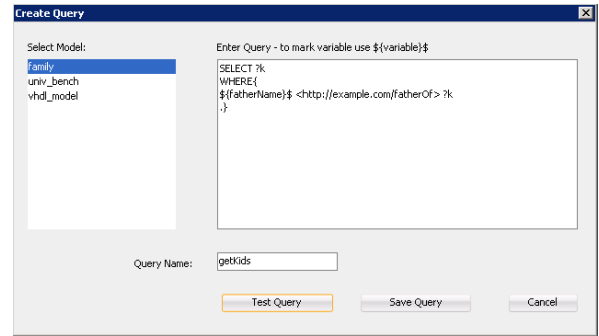 Create Query
Select Model:
Enter Query - to mark variable use ${variable}$
family
univ_bench
vhdl_model
SELECT ?k
WHERE{
${fatherName}$ <http://example.com/fatherOf> ?k
.}
Query Name:
getKids
Test Query
Save Query
Cancel